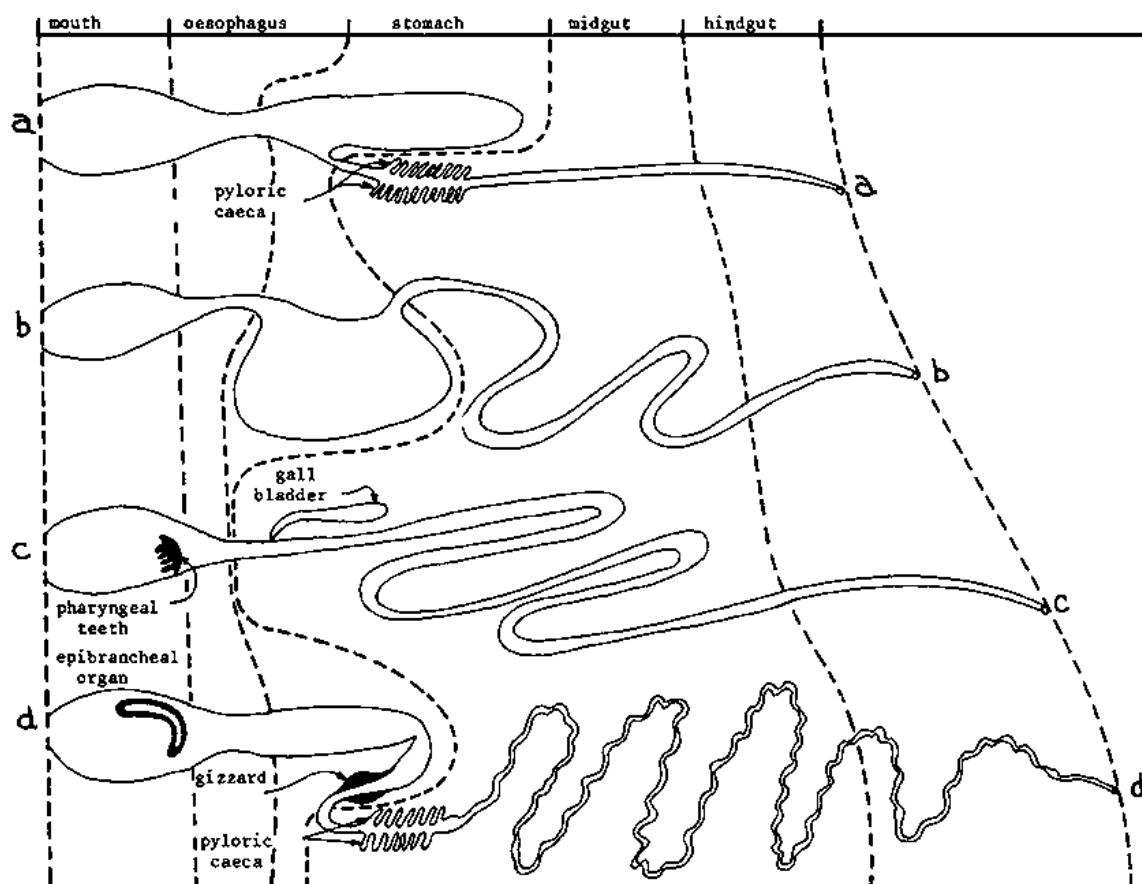 mouth oesophagus stomach midgut hindgut
a
pyloric
caeca
a
b
b
gall
bladder
c
pharyngeal
teeth
c
epibrancheal
organ
d
gizzard
pyloric
caeca
d